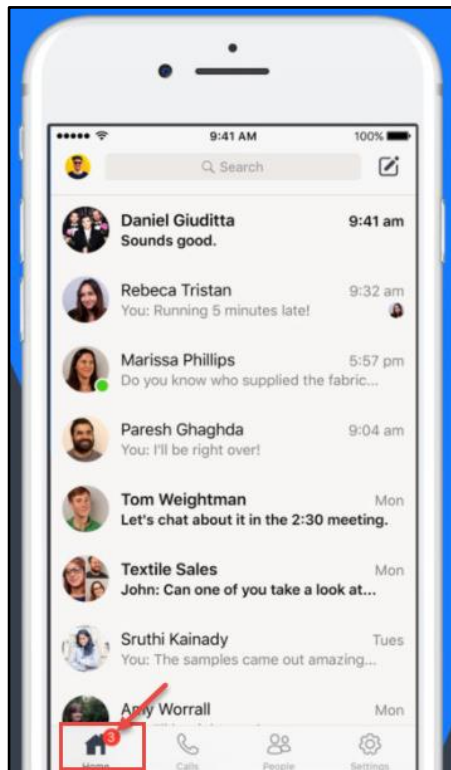 9:41 AM
100%
Search
Daniel Giuditta
9:41 am
Sounds good.
Rebeca Tristan
9:32 am
You: Running 5 minutes late!
Marissa Phillips
5:57 pm
Do you know who supplied the fabric...
Paresh Ghaghda
9:04 am
You: I'll be right over!
Tom Weightman
Mon
Let's chat about it in the 2:30 meeting.
Textile Sales
Mon
John: Can one of you take a look at...
Sruthi Kainady
Tues
You: The samples came out amazing...
Amy Worrall
Mon
3
Home
Calls
People
Settings